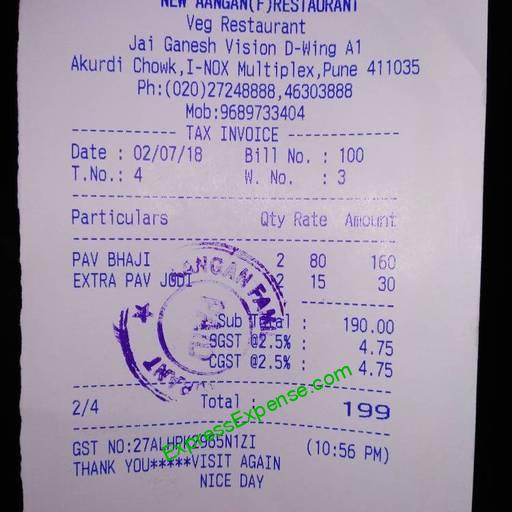 NEW AANGAN(F)RESTAURANT
Veg Restaurant
Jai Ganesh Vision D-Wing A1
Akurdi Chowk,I-NOX Multiplex,Pune 411035
Ph:(020)27248888,46303888
Mob:9689733404
------------ TAX INVOICE ------------
Date : 02/07/18 Bill No. : 100
T.No.: 4 W. No. : 3
Particulars Qty Rate Amount
PAV BHAJI 2 80 160
EXTRA PAV JODI 2 15 30
Sub Total : 190.00
SGST @2.5% : 4.75
CGST @2.5% : 4.75
2/4 Total : 199
GST NO:27ALHPK2965N1ZI (10:56 PM)
THANK YOU*****VISIT AGAIN
NICE DAY
AANGAN FAMI
PAID
ExpressExpense.com